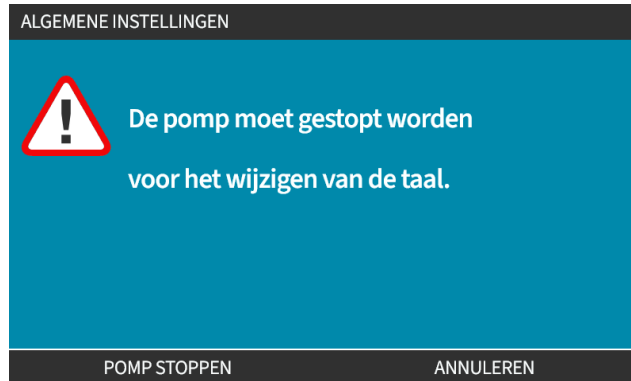 ALGEMENE INSTELLINGEN
De pomp moet gestopt worden
voor het wijzigen van de taal.
POMP STOPPEN
ANNULEREN